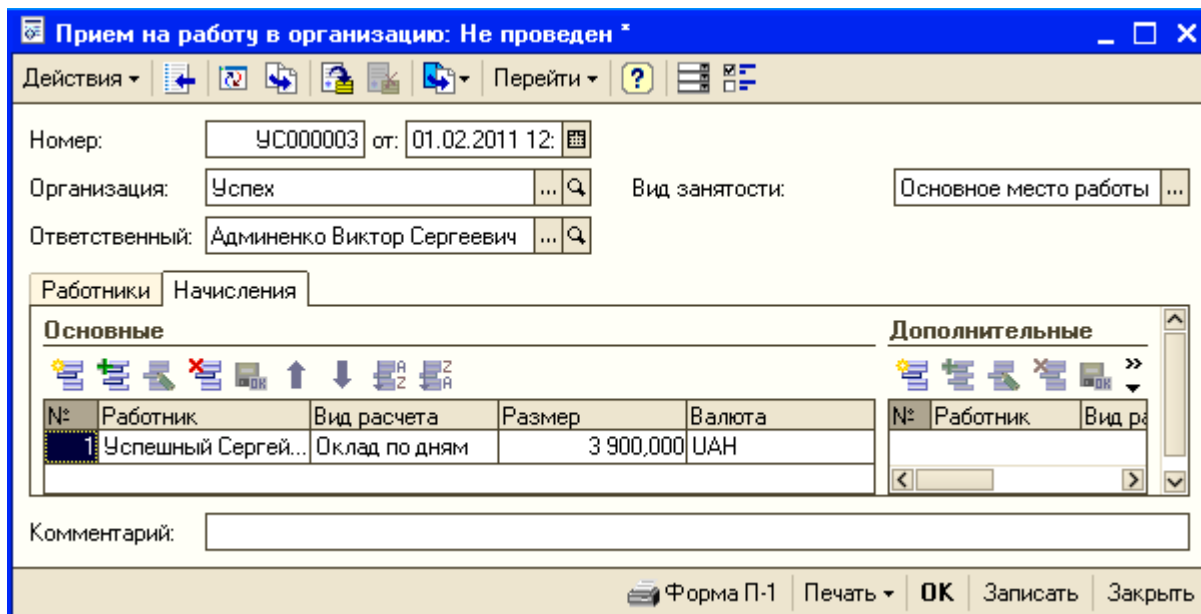 Прием на работу в организацию: Не проведен *
Действия Перейти ?
Номер: УС000003 от: 01.02.2011 12:
Организация: Успех ... Вид занятости: Основное место работы ...
Ответственный: Админенко Виктор Сергеевич ...
Работники Начисления
Основные Дополнительные
№ Работник Вид расчета Размер Валюта № Работник Вид ра
1 Успешный Сергей... Оклад по дням 3 900,000 UAH
Комментарий:
Форма П-1 Печать OK Записать Закрыть